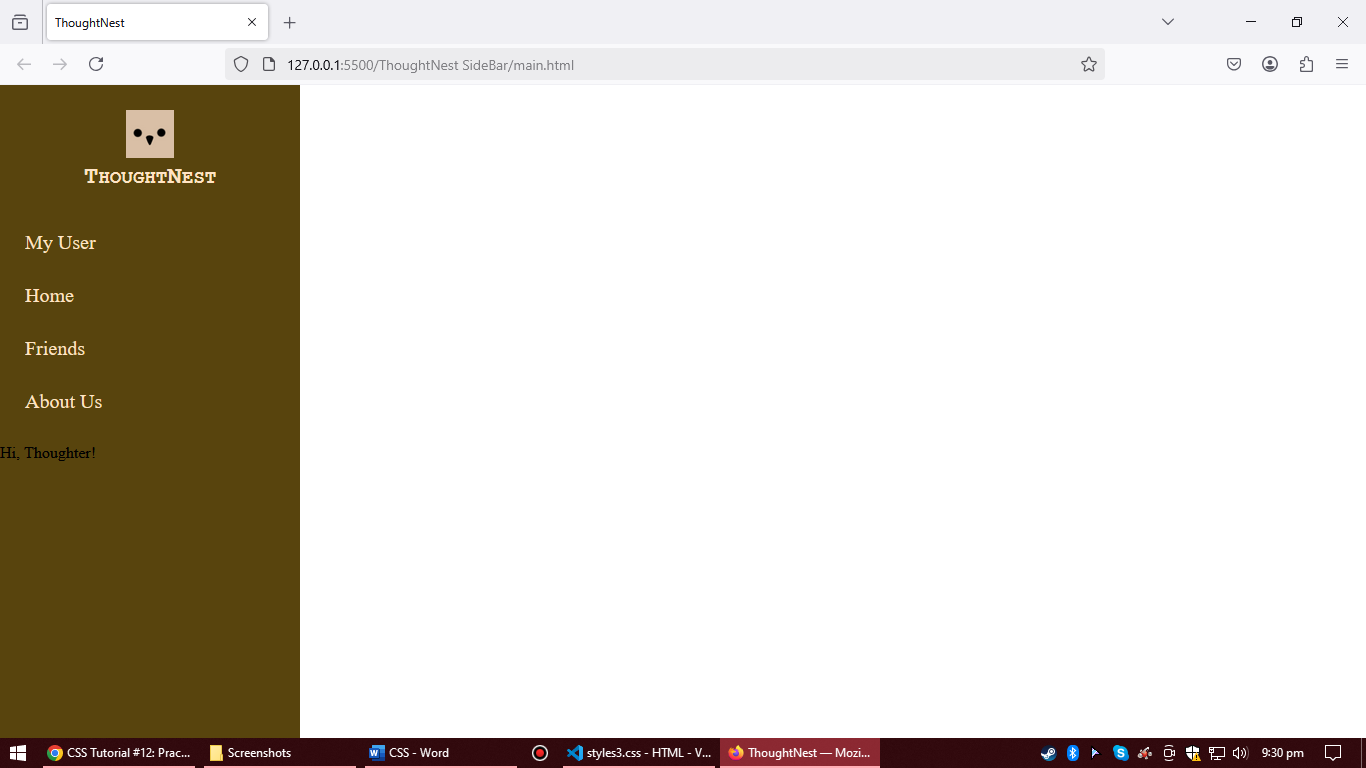 ThoughtNest
127.0.0.1:5500/ThoughtNest SideBar/main.html
ThoughtNest
My User
Home
Friends
About Us
Hi, Thoughter!
CSS Tutorial #12: Prac...
Screenshots
CSS - Word
styles3.css - HTML - V...
ThoughtNest — Mozi...
9:30 pm